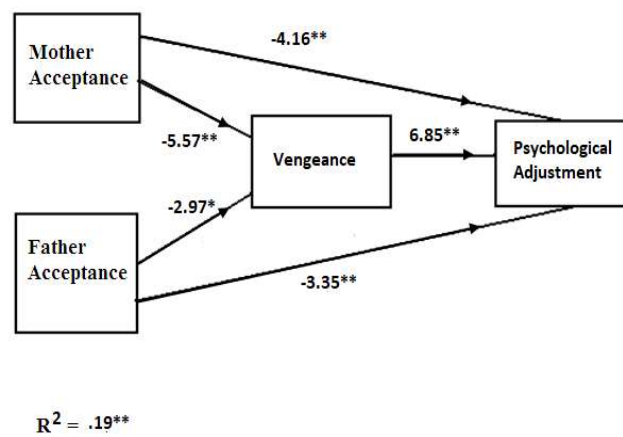 Mother
Acceptance
-4.16**
-5.57**
Vengeance
6.85**
Psychological
Adjustment
-2.97*
Father
Acceptance
-3.35**
R² = .19**